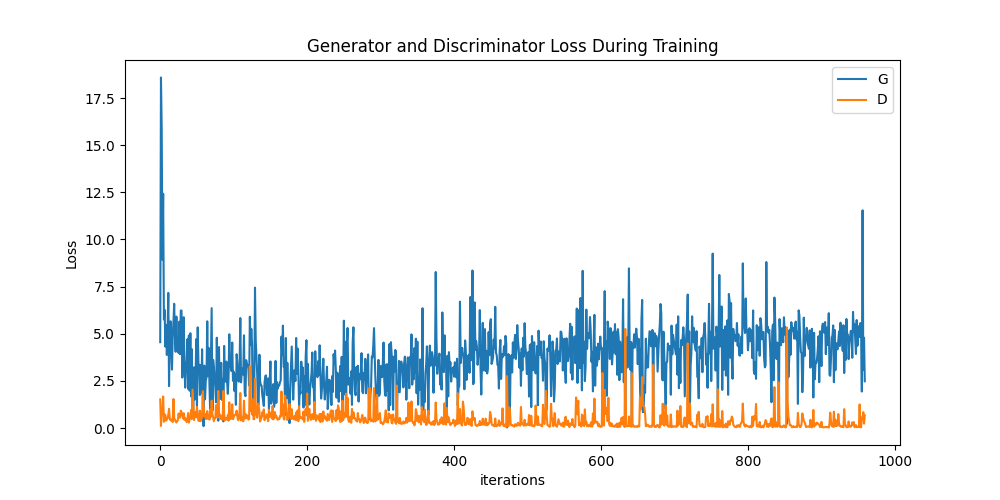 Generator and Discriminator Loss During Training
G
D
17.5
15.0
12.5
10.0
7.5
5.0
2.5
0.0
Loss
0 200 400 600 800 1000
iterations